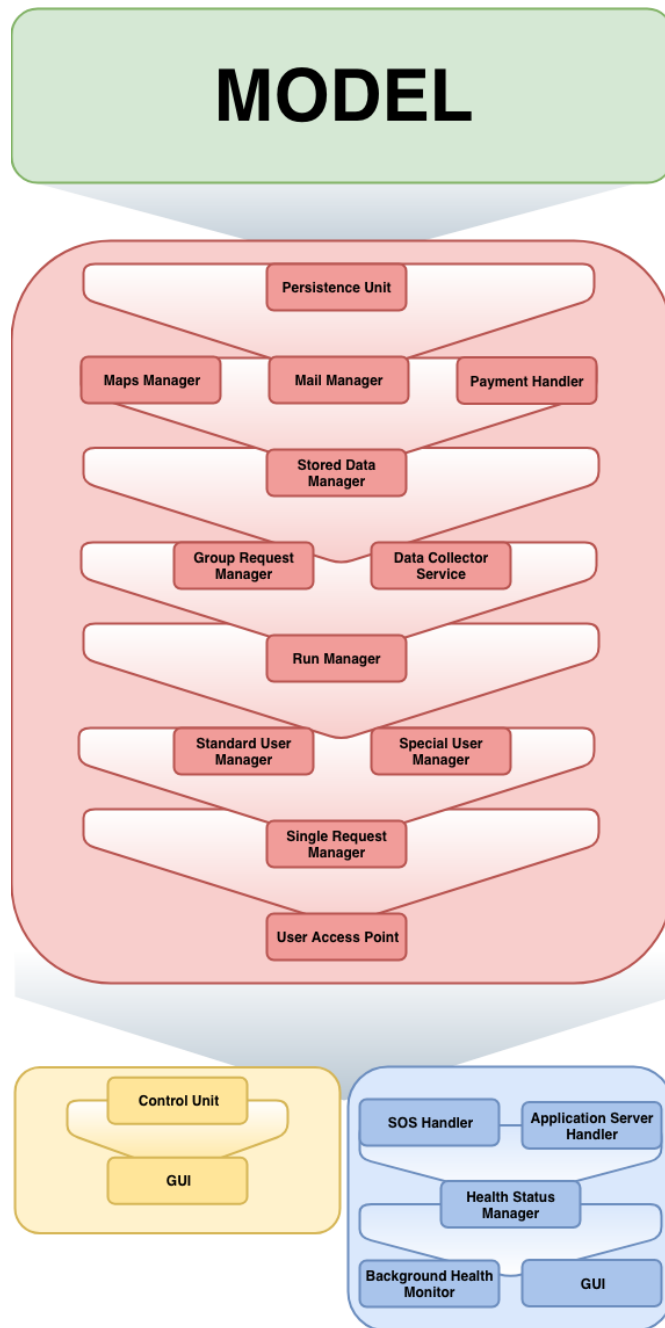 MODEL
Persistence Unit
Maps Manager
Mail Manager
Payment Handler
Stored Data
Manager
Group Request
Manager
Data Collector
Service
Run Manager
Standard User
Manager
Special User
Manager
Single Request
Manager
User Access Point
Control Unit
GUI
SOS Handler
Application Server
Handler
Health Status
Manager
Background Health
Monitor
GUI